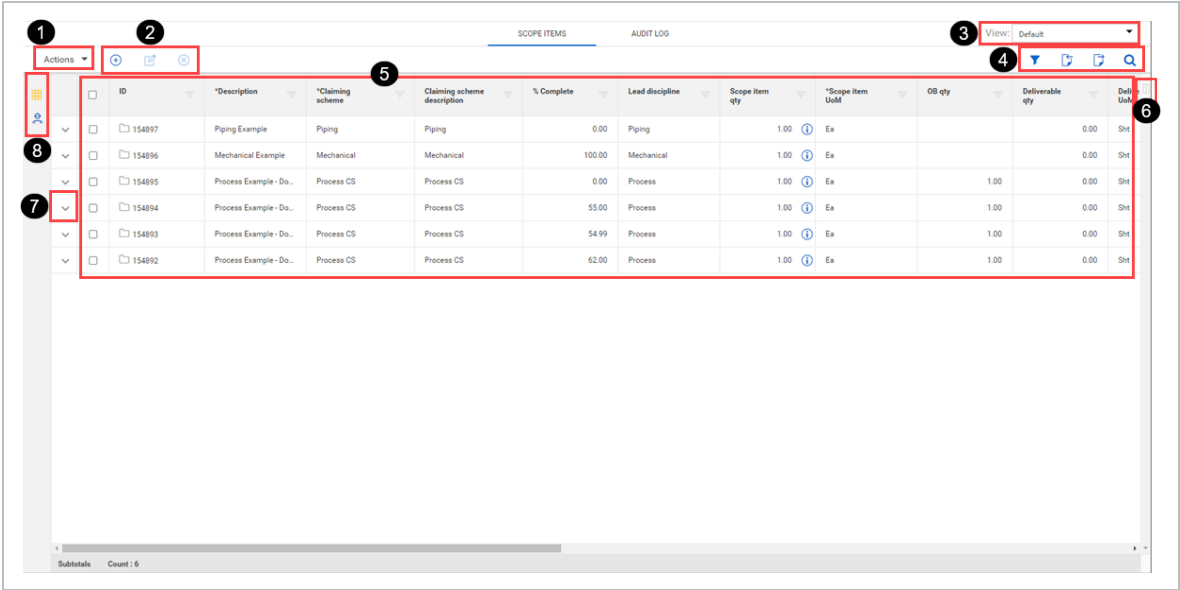 1
2
SCOPE ITEMS AUDIT LOG
3 View: Default
Actions
4
5
ID *Description *Claiming scheme Claiming scheme description % Complete Lead discipline Scope item qty *Scope item UoM OB qty Deliverable qty
6
154897 Piping Example Piping Piping 0.00 Piping 1.00 Ea 0.00 Sht
8
154896 Mechanical Example Mechanical Mechanical 100.00 Mechanical 1.00 Ea 0.00 Sht
154895 Process Example - Do... Process CS Process CS 0.00 Process 1.00 Ea 1.00 0.00 Sht
7
154894 Process Example - Do... Process CS Process CS 55.00 Process 1.00 Ea 1.00 0.00 Sht
154893 Process Example - Do... Process CS Process CS 54.99 Process 1.00 Ea 1.00 0.00 Sht
154892 Process Example - Do... Process CS Process CS 62.00 Process 1.00 Ea 1.00 0.00 Sht
Subtotals Count : 6